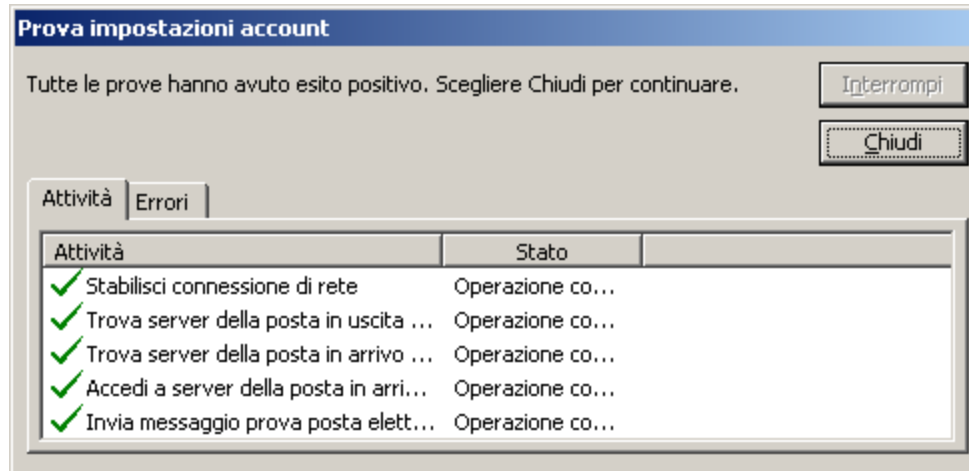 Prova impostazioni account
Tutte le prove hanno avuto esito positivo. Scegliere Chiudi per continuare.
Interrompi
Chiudi
Attività Errori
Attività Stato
Stabilisci connessione di rete Operazione co...
Trova server della posta in uscita ... Operazione co...
Trova server della posta in arrivo ... Operazione co...
Accedi a server della posta in arri... Operazione co...
Invia messaggio prova posta elett... Operazione co...